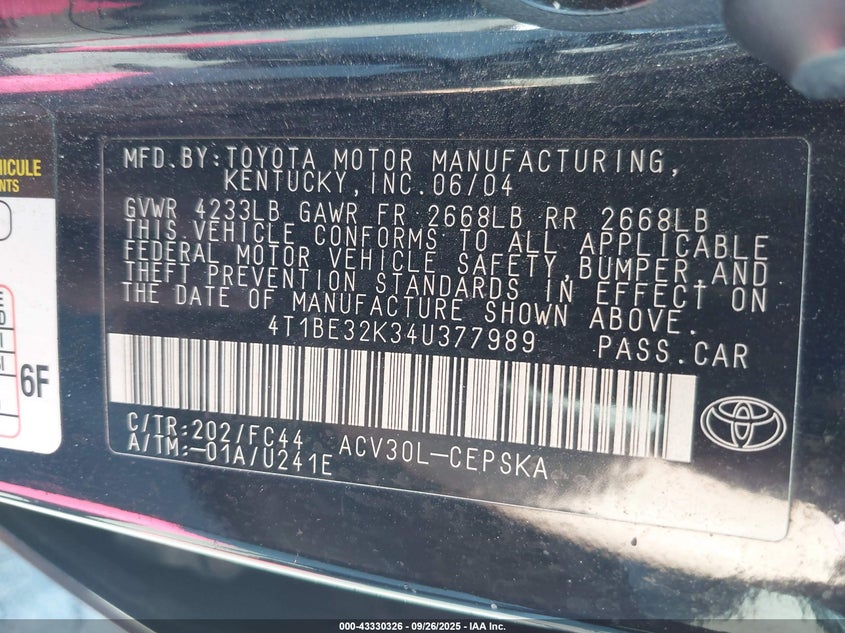 HICULE
NTS
E
D
6F
MFD.BY:TOYOTA MOTOR MANUFACTURING,
KENTUCKY,INC.06/04
GVWR 4233LB GAWR FR 2668LB RR 2668LB
THIS VEHICLE CONFORMS TO ALL APPLICABLE
FEDERAL MOTOR VEHICLE SAFETY,BUMPER,AND
THEFT PREVENTION STANDARDS IN EFFECT ON
THE DATE OF MANUFACTURE SHOWN ABOVE.
4T1BE32K34U377989 PASS.CAR
C/TR:202/FC44 ACV30L-CEPSKA
A/TM:-01A/U241E
000-43330326 - 09/26/2025 - IAA Inc.